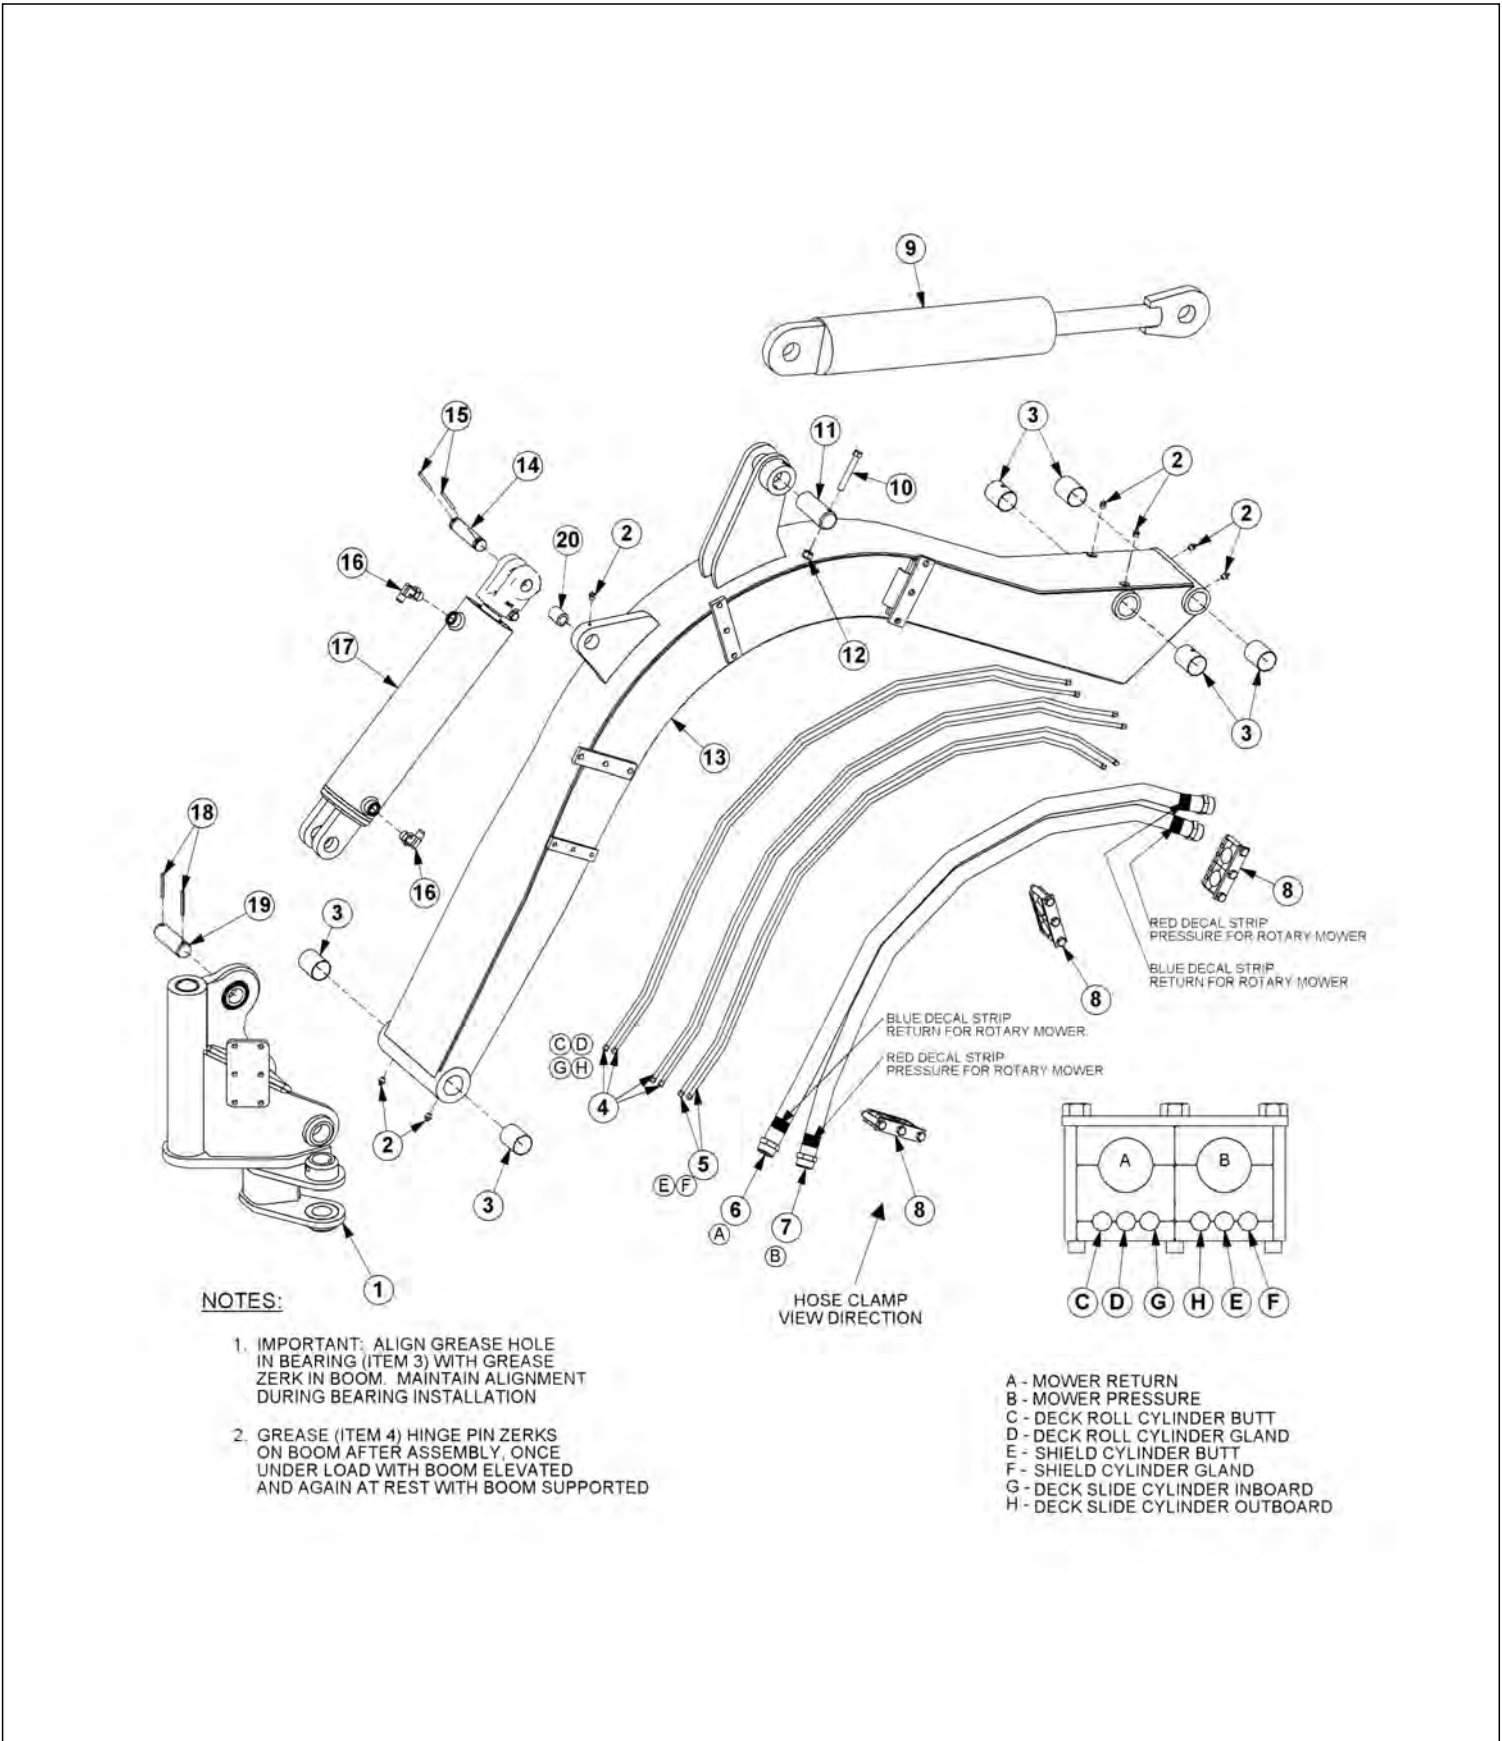 9
15
3
11
14
2
10
2
20
2
16
12
17
3
13
18
8
16
3
19
RED DECAL STRIP
PRESSURE FOR ROTARY MOWER
BLUE DECAL STRIP
RETURN FOR ROTARY MOWER
8
BLUE DECAL STRIP
RETURN FOR ROTARY MOWER
C D
G H
RED DECAL STRIP
PRESSURE FOR ROTARY MOWER
4
2
5
E F
3
6
8
A
7
B
A B
1
HOSE CLAMP
VIEW DIRECTION
C D G H E F
NOTES:
1. IMPORTANT: ALIGN GREASE HOLE
IN BEARING (ITEM 3) WITH GREASE
ZERK IN BOOM. MAINTAIN ALIGNMENT
DURING BEARING INSTALLATION
2. GREASE (ITEM 4) HINGE PIN ZERKS
ON BOOM AFTER ASSEMBLY, ONCE
UNDER LOAD WITH BOOM ELEVATED
AND AGAIN AT REST WITH BOOM SUPPORTED
A - MOWER RETURN
B - MOWER PRESSURE
C - DECK ROLL CYLINDER BUTT
D - DECK ROLL CYLINDER GLAND
E - SHIELD CYLINDER BUTT
F - SHIELD CYLINDER GLAND
G - DECK SLIDE CYLINDER INBOARD
H - DECK SLIDE CYLINDER OUTBOARD